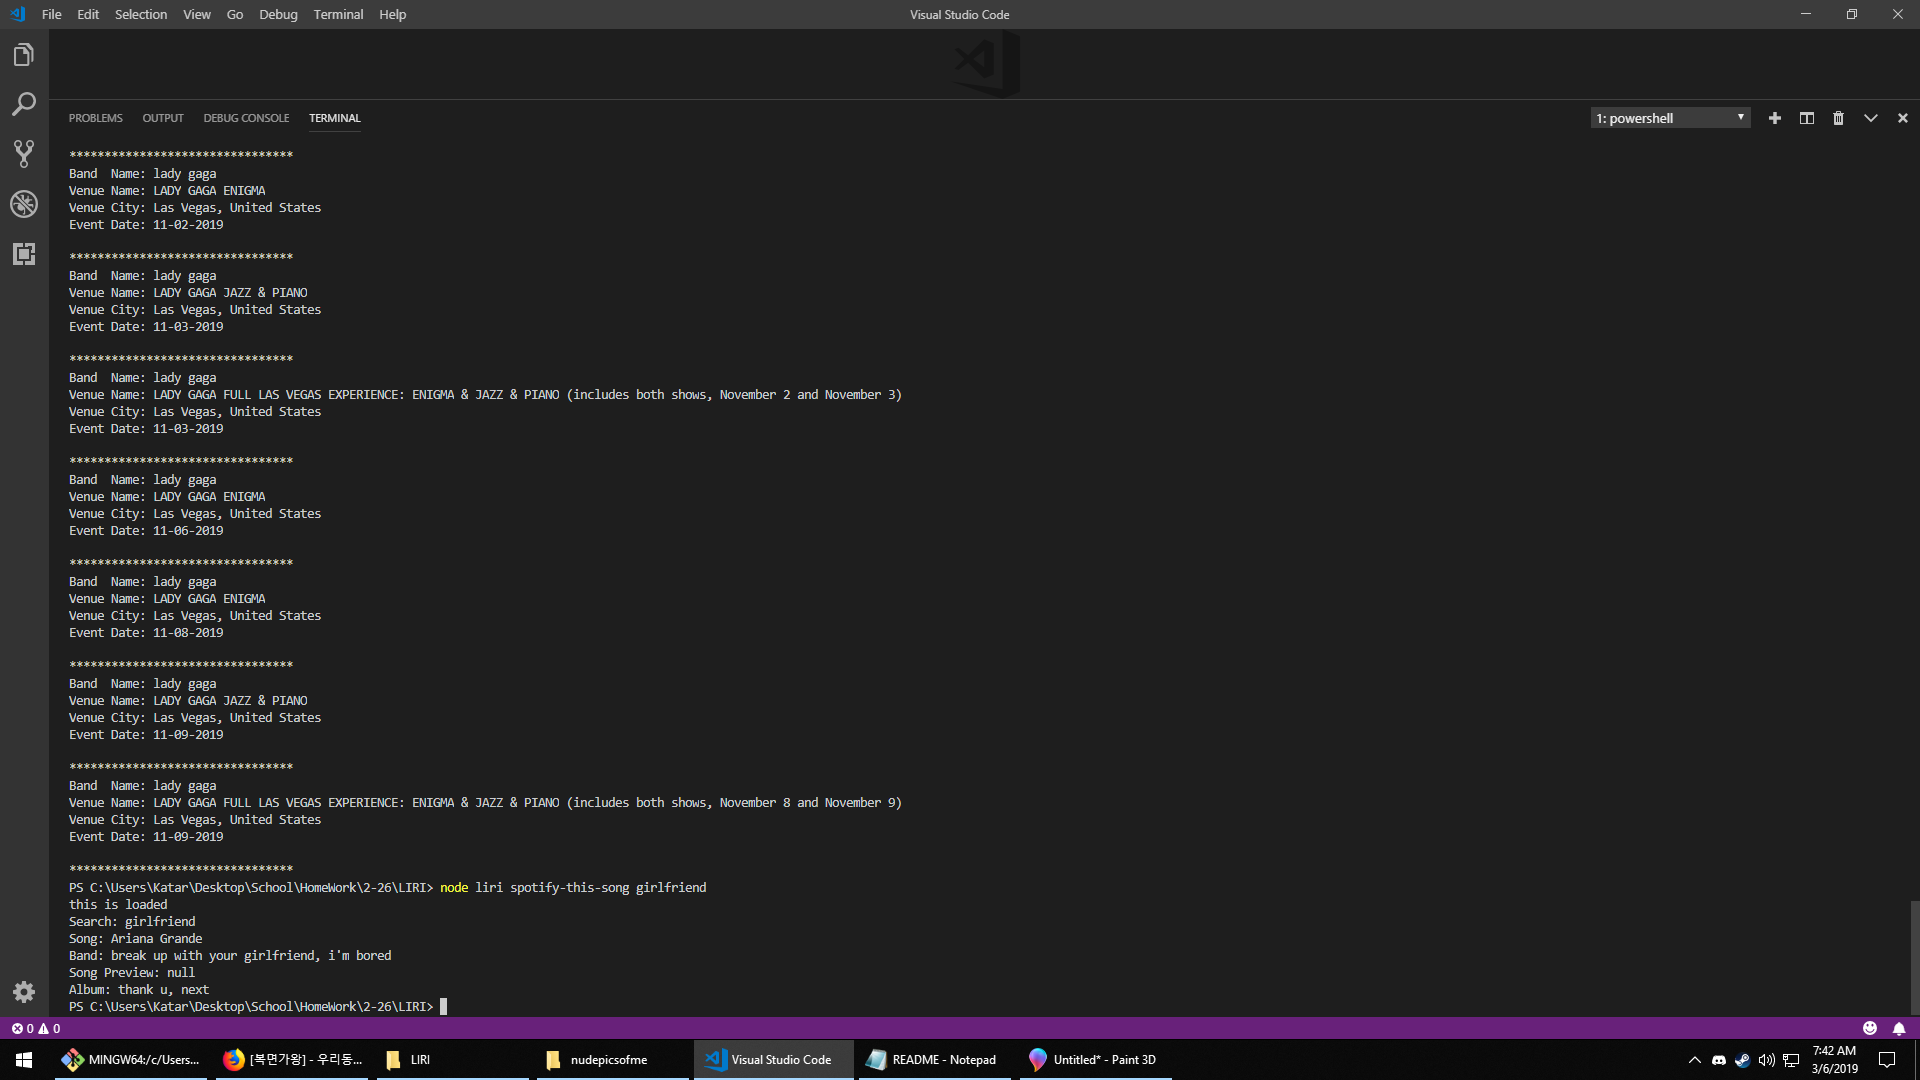 File Edit Selection View Go Debug Terminal Help
Visual Studio Code
PROBLEMS OUTPUT DEBUG CONSOLE TERMINAL
1: powershell
********************************
Band  Name: lady gaga
Venue Name: LADY GAGA ENIGMA
Venue City: Las Vegas, United States
Event Date: 11-02-2019
********************************
Band  Name: lady gaga
Venue Name: LADY GAGA JAZZ & PIANO
Venue City: Las Vegas, United States
Event Date: 11-03-2019
********************************
Band  Name: lady gaga
Venue Name: LADY GAGA FULL LAS VEGAS EXPERIENCE: ENIGMA & JAZZ & PIANO (includes both shows, November 2 and November 3)
Venue City: Las Vegas, United States
Event Date: 11-03-2019
********************************
Band  Name: lady gaga
Venue Name: LADY GAGA ENIGMA
Venue City: Las Vegas, United States
Event Date: 11-06-2019
********************************
Band  Name: lady gaga
Venue Name: LADY GAGA ENIGMA
Venue City: Las Vegas, United States
Event Date: 11-08-2019
********************************
Band  Name: lady gaga
Venue Name: LADY GAGA JAZZ & PIANO
Venue City: Las Vegas, United States
Event Date: 11-09-2019
********************************
Band  Name: lady gaga
Venue Name: LADY GAGA FULL LAS VEGAS EXPERIENCE: ENIGMA & JAZZ & PIANO (includes both shows, November 8 and November 9)
Venue City: Las Vegas, United States
Event Date: 11-09-2019
********************************
PS C:\Users\Katar\Desktop\School\HomeWork\2-26\LIRI> node liri spotify-this-song girlfriend
this is loaded
Search: girlfriend
Song: Ariana Grande
Band: break up with your girlfriend, i'm bored
Song Preview: null
Album: thank u, next
PS C:\Users\Katar\Desktop\School\HomeWork\2-26\LIRI>
0 0
MINGW64:/c/Users... [복면가왕] - 우리동... LIRI nudepicsofme Visual Studio Code README - Notepad Untitled* - Paint 3D
7:42 AM
3/6/2019